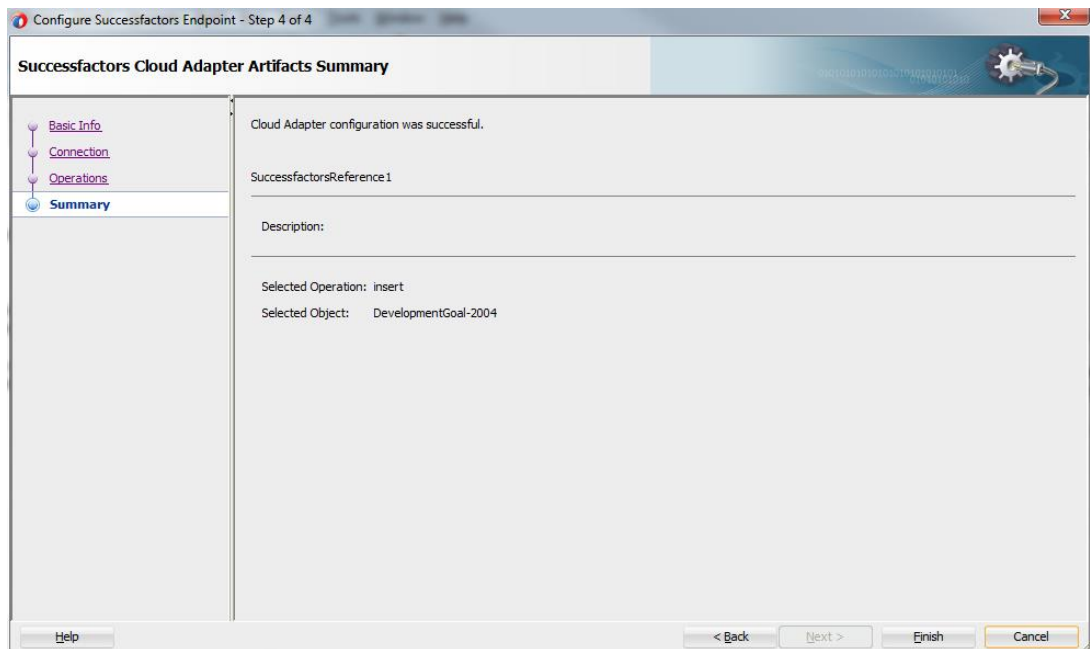 Configure Successfactors Endpoint - Step 4 of 4
Successfactors Cloud Adapter Artifacts Summary
Basic Info
Connection
Operations
Summary
Cloud Adapter configuration was successful.
SuccessfactorsReference1
Description:
Selected Operation: insert
Selected Object: DevelopmentGoal-2004
Help
< Back
Next >
Finish
Cancel